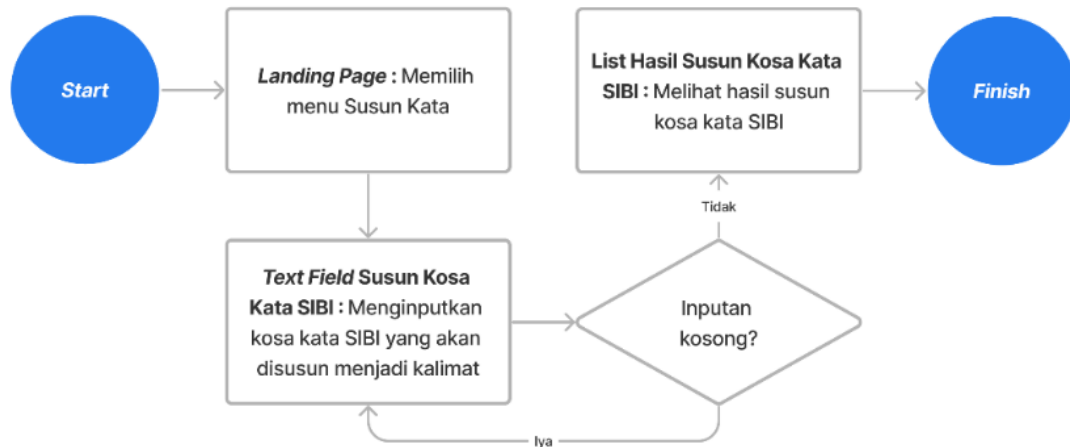 Start
Landing Page : Memilih
menu Susun Kata
Text Field Susun Kosa
Kata SIBI : Menginputkan
kosa kata SIBI yang akan
disusun menjadi kalimat
Inputan
kosong?
Iya
Tidak
List Hasil Susun Kosa Kata
SIBI : Melihat hasil susun
kosa kata SIBI
Finish